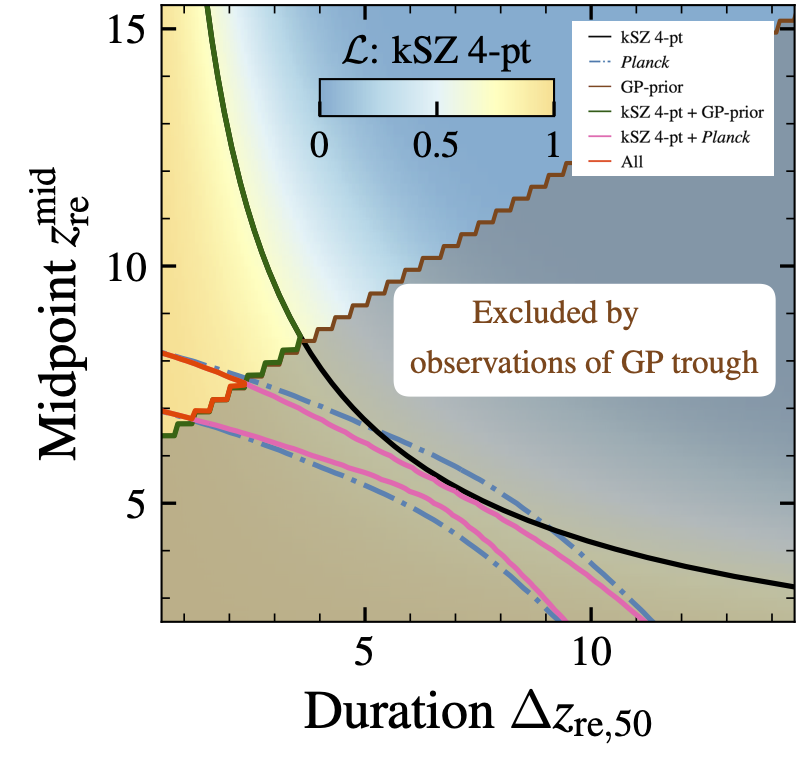 15
10
5
5
10
Midpoint z_re^mid
Duration Δz_re,50
ℒ: kSZ 4-pt
0 0.5 1
kSZ 4-pt
Planck
GP-prior
kSZ 4-pt + GP-prior
kSZ 4-pt + Planck
All
Excluded by
observations of GP trough